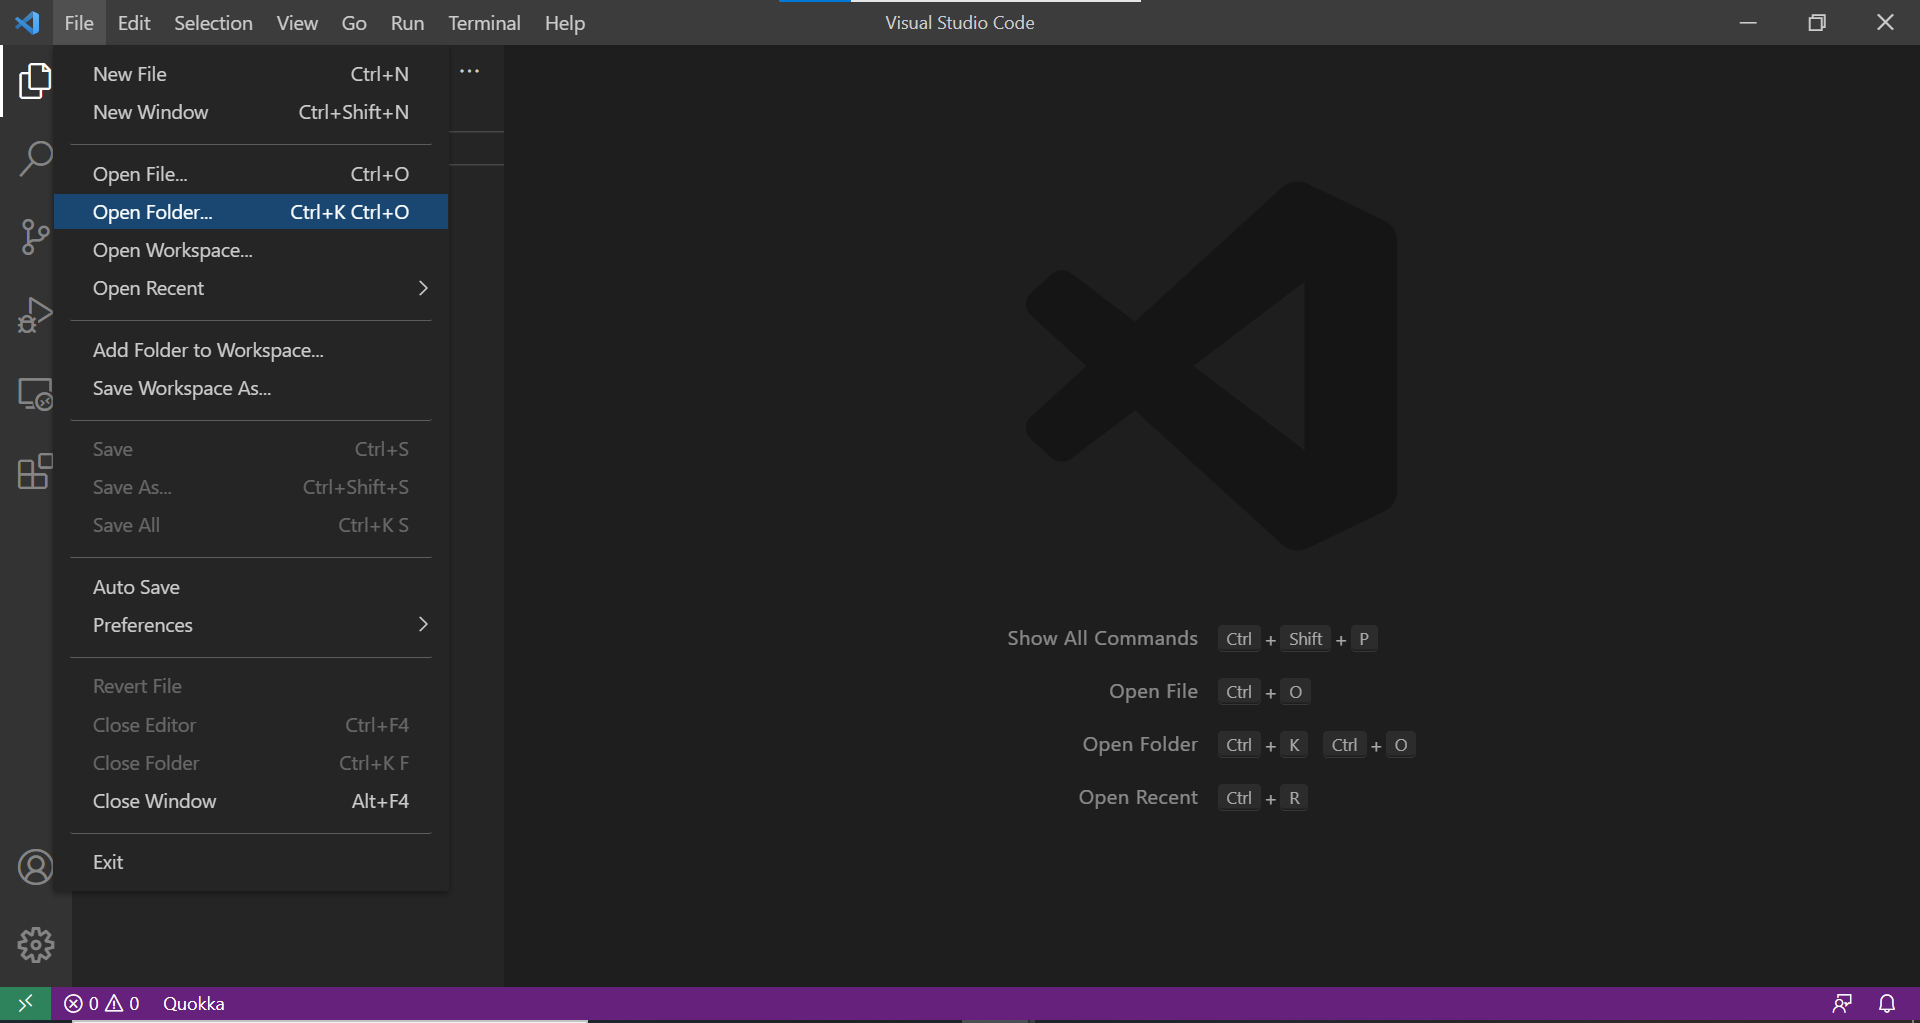 File Edit Selection View Go Run Terminal Help Visual Studio Code
New File Ctrl+N
New Window Ctrl+Shift+N
Open File... Ctrl+O
Open Folder... Ctrl+K Ctrl+O
Open Workspace...
Open Recent
Add Folder to Workspace...
Save Workspace As...
Save Ctrl+S
Save As... Ctrl+Shift+S
Save All Ctrl+K S
Auto Save
Preferences
Revert File
Close Editor Ctrl+F4
Close Folder Ctrl+K F
Close Window Alt+F4
Exit
Show All Commands Ctrl + Shift + P
Open File Ctrl + O
Open Folder Ctrl + K Ctrl + O
Open Recent Ctrl + R
0 0 Quokka